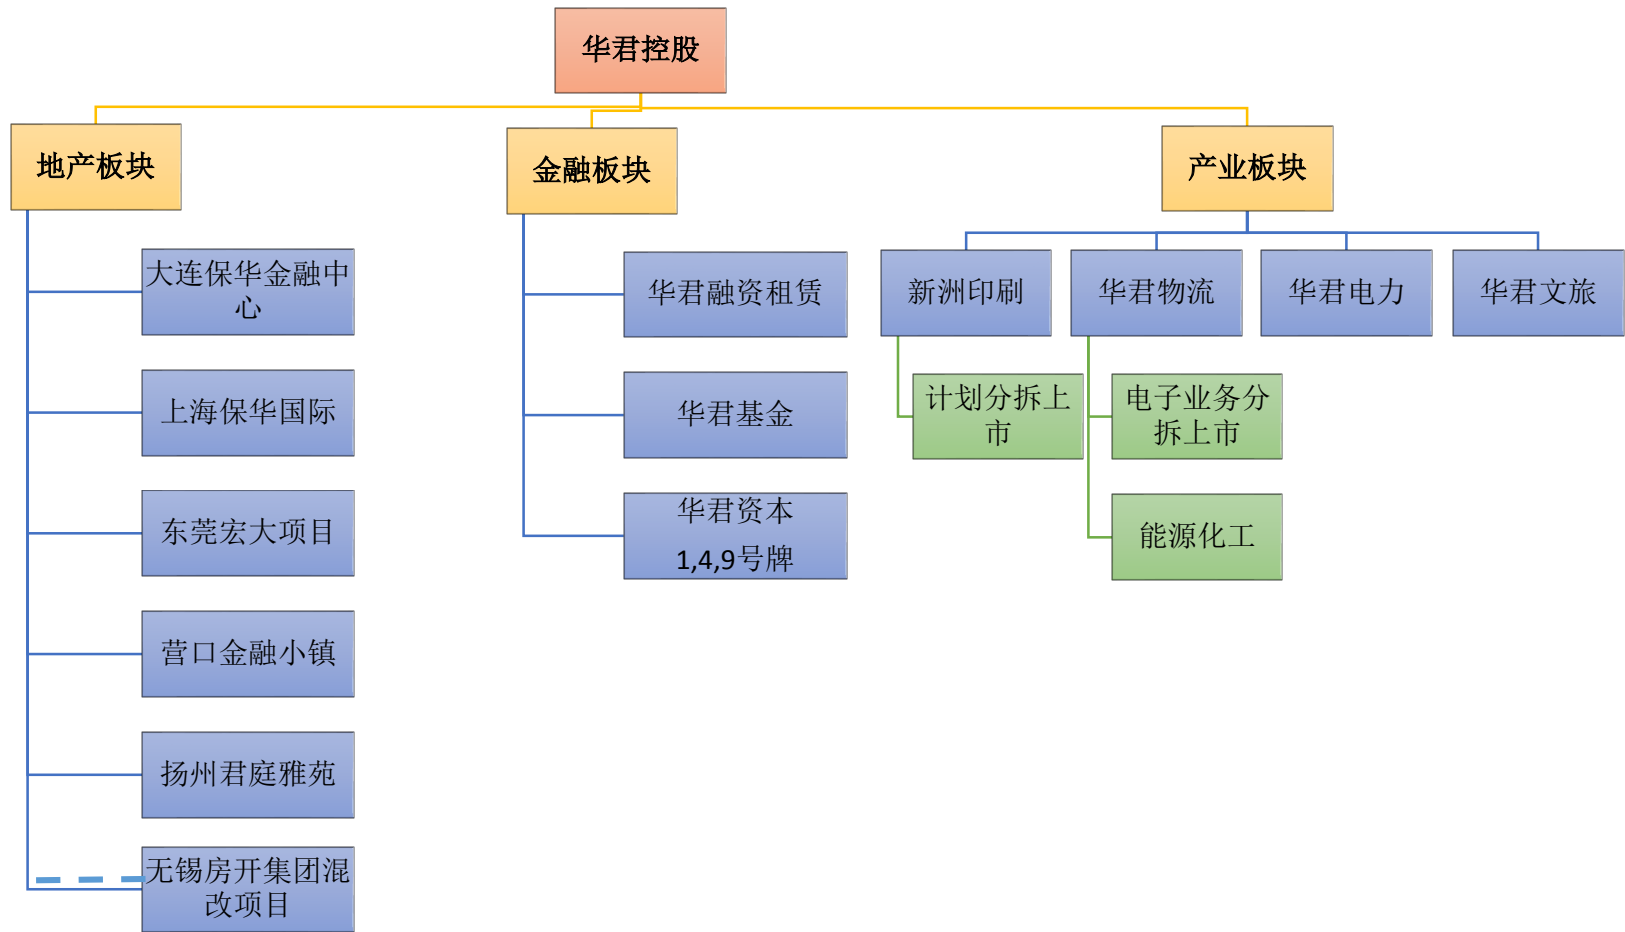 华君控股
地产板块
金融板块
产业板块
大连保华金融中
心
上海保华国际
东莞宏大项目
营口金融小镇
扬州君庭雅苑
无锡房开集团混
改项目
华君融资租赁
华君基金
华君资本
1,4,9号牌
新洲印刷
华君物流
华君电力
华君文旅
计划分拆上
市
电子业务分
拆上市
能源化工